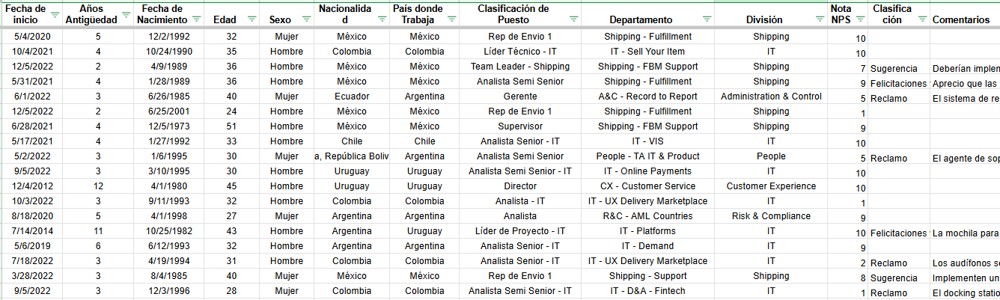 Fecha de inicio Años Antigüedad Fecha de Nacimiento Edad Sexo Nacionalidad País donde Trabaja Clasificación de Puesto Departamento División Nota NPS Clasificación Comentarios
5/4/2020 5 12/2/1992 32 Mujer México México Rep de Envio 1 Shipping - Fulfillment Shipping 10
10/4/2021 4 10/24/1990 35 Hombre Colombia Colombia Líder Técnico - IT IT - Sell Your Item IT 10
12/5/2022 2 4/9/1989 36 Hombre México México Team Leader - Shipping Shipping - FBM Support Shipping 7 Sugerencia Deberían implem
5/31/2021 4 1/28/1989 36 Hombre México México Analista Semi Senior Shipping - Fulfillment Shipping 9 Felicitaciones Aprecio que las
6/1/2022 3 6/26/1985 40 Mujer Ecuador Argentina Gerente A&C - Record to Report Administration & Control 5 Reclamo El sistema de re
12/5/2022 2 6/25/2001 24 Hombre México México Rep de Envio 1 Shipping - Fulfillment Shipping 1
6/28/2021 4 12/5/1973 51 Hombre México México Supervisor Shipping - FBM Support Shipping 9
5/17/2021 4 1/27/1992 33 Hombre Chile Chile Analista Senior - IT IT - VIS IT 10
5/2/2022 3 1/6/1995 30 Mujer a, República Boliv Argentina Analista Semi Senior People - TA IT & Product People 5 Reclamo El agente de sop
9/5/2022 3 3/10/1995 30 Hombre Uruguay Uruguay Analista Semi Senior - IT IT - Online Payments IT 10
12/4/2012 12 4/1/1980 45 Hombre Uruguay Uruguay Director CX - Customer Service Customer Experience 10
10/3/2022 3 9/11/1993 32 Hombre Colombia Colombia Analista - IT IT - UX Delivery Marketplace IT 1
8/18/2020 5 4/1/1998 27 Mujer Argentina Argentina Analista R&C - AML Countries Risk & Compliance 9
7/14/2014 11 10/25/1982 43 Hombre Argentina Uruguay Líder de Proyecto - IT IT - Platforms IT 10 Felicitaciones La mochila para
5/6/2019 6 6/12/1993 32 Hombre Argentina Argentina Analista Senior - IT IT - Demand IT 9
7/18/2022 3 4/19/1994 31 Hombre Colombia Colombia Analista Senior - IT IT - UX Delivery Marketplace IT 2 Reclamo Los audífonos se
3/28/2022 3 8/4/1985 40 Mujer México México Rep de Envio 1 Shipping - Support Shipping 8 Sugerencia Implementen un
9/5/2022 3 12/3/1996 28 Mujer Colombia Colombia Analista Semi Senior - IT IT - D&A - Fintech IT 1 Reclamo El docking statio